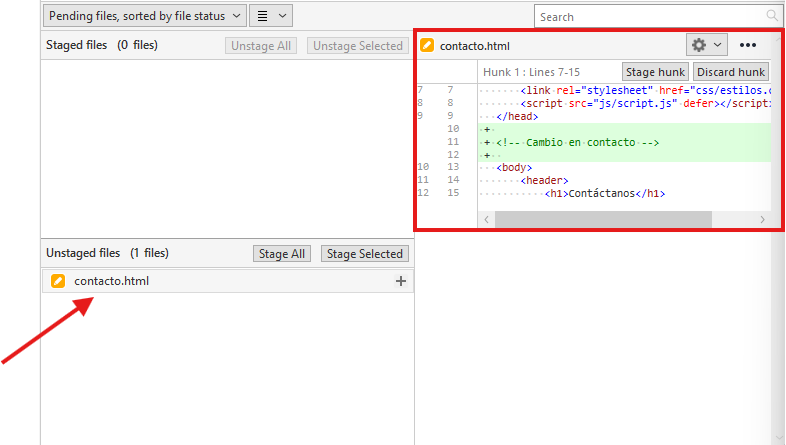 Pending files, sorted by file status
Search
Staged files (0 files)
Unstage All
Unstage Selected
contacto.html
Hunk 1 : Lines 7-15
Stage hunk
Discard hunk
7 7 <link rel="stylesheet" href="css/estilos.c
8 8 <script src="js/script.js" defer></script
9 9 </head>
10 +
11 + <!-- Cambio en contacto -->
12 +
10 13 <body>
11 14 <header>
12 15 <h1>Contáctanos</h1>
Unstaged files (1 files)
Stage All
Stage Selected
contacto.html